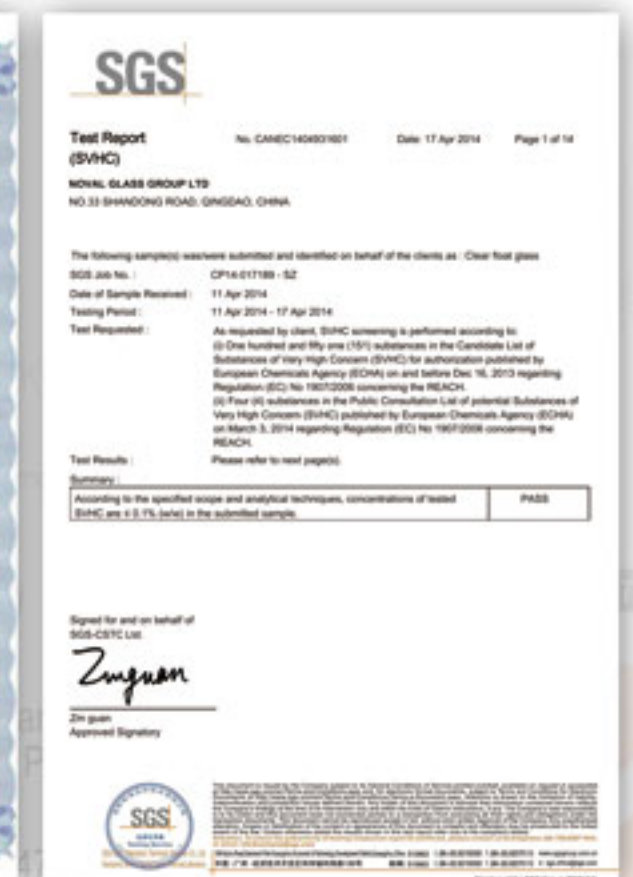 SGS
Test Report No. CANEC1404931601 Date: 17 Apr 2014 Page 1 of 14
(SVHC)
NOVAL GLASS GROUP LTD
NO.33 SHANDONG ROAD, QINGDAO, CHINA
The following sample(s) was/were submitted and identified on behalf of the clients as : Clear float glass
SGS Job No. : CP14-017189 - SZ
Date of Sample Received : 11 Apr 2014
Testing Period : 11 Apr 2014 - 17 Apr 2014
Test Requested : As requested by client, SVHC screening is performed according to:
(i) One hundred and fifty one (151) substances in the Candidate List of
Substances of Very High Concern (SVHC) for authorization published by
European Chemicals Agency (ECHA) on and before Dec 16, 2013 regarding
Regulation (EC) No 1907/2006 concerning the REACH.
(ii) Four (4) substances in the Public Consultation List of potential Substances of
Very High Concern (SVHC) published by European Chemicals Agency (ECHA)
on March 3, 2014 regarding Regulation (EC) No 1907/2006 concerning the
REACH.
Test Results : Please refer to next page(s).
Summary :
According to the specified scope and analytical techniques, concentrations of tested PASS
SVHC are ≤ 0.1% (w/w) in the submitted sample.
Signed for and on behalf of
SGS-CSTC Ltd.
Zinguan
Zin guan
Approved Signatory
SGS